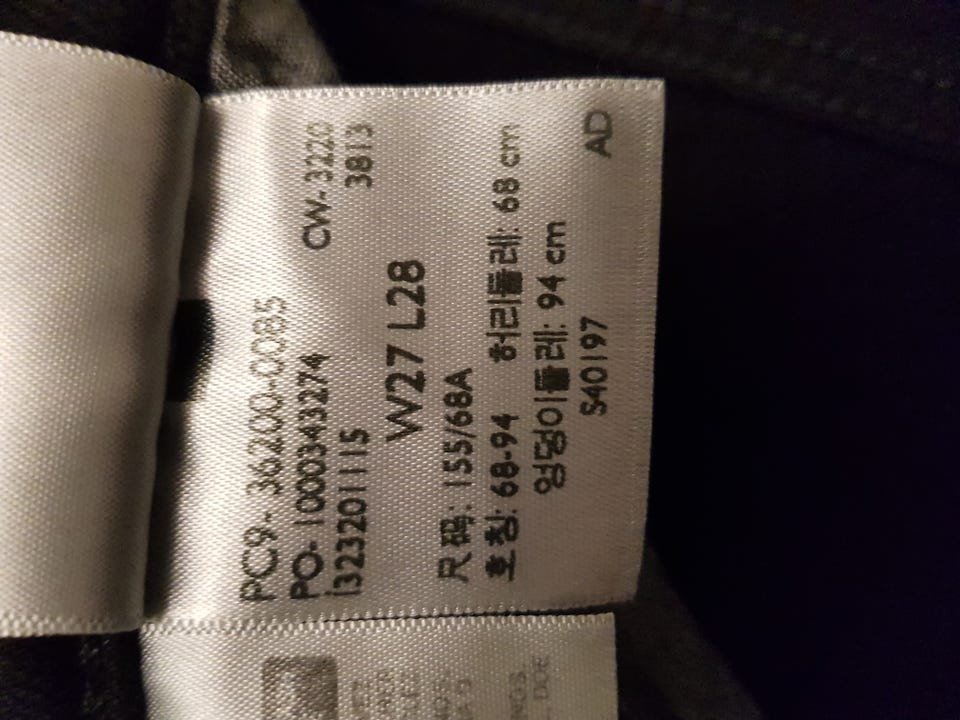 PC9- 36200-0085
PO- 1000343274 CW- 3220
i323201115 3813
W27 L28
尺码: 155/68A
호칭: 68-94 허리둘레: 68 cm
엉덩이둘레: 94 cm
S40197 AD